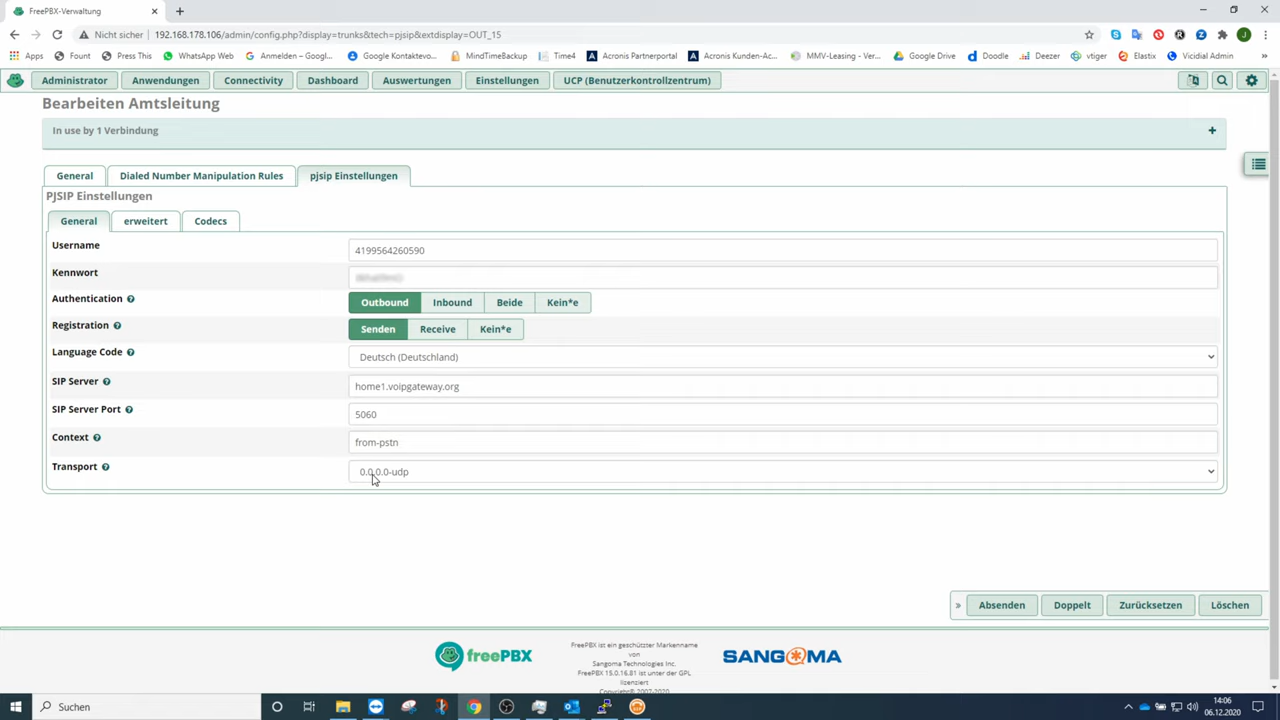 FreePBX-Verwaltung
Nicht sicher
192.168.178.106/admin/config.php?display=trunks&tech=pjsip&extdisplay=OUT_15
Apps
Found
Press This
WhatsApp Web
Anmelden – Googl...
Google Kontaktevo...
MindTimeBackup
Time4
Acronis Partnerportal
Acronis Kunden-Ac...
MMV-Leasing - Ver...
Google Drive
Doodle
Deezer
vtiger
Elastix
Vicidial Admin
Administrator
Anwendungen
Connectivity
Dashboard
Auswertungen
Einstellungen
UCP (Benutzerkontrollzentrum)
Bearbeiten Amtsleitung
In use by 1 Verbindung
General
Dialed Number Manipulation Rules
pjsip Einstellungen
PJSIP Einstellungen
General
erweitert
Codecs
Username
4199564260590
Kennwort
Authentication
Outbound
Inbound
Beide
Kein*e
Registration
Senden
Receive
Kein*e
Language Code
Deutsch (Deutschland)
SIP Server
home1.voipgateway.org
SIP Server Port
5060
Context
from-pstn
Transport
0.0.0.0-udp
Absenden
Doppelt
Zurücksetzen
Löschen
freePBX
FreePBX ist ein geschützter Markenname
von
Sangoma Technologies Inc.
FreePBX 15.0.16.81 ist unter der GPL
lizensiert
Copyright© 2007-2020
SANGOMA
Suchen
14:06
06.12.2020